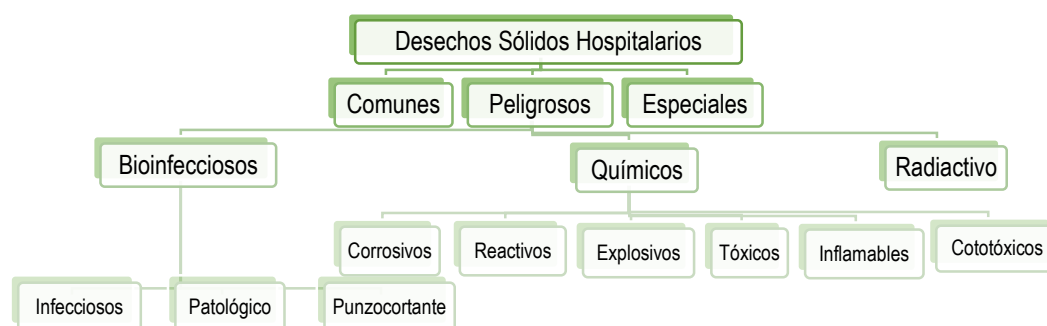 Desechos Sólidos Hospitalarios
Comunes
Peligrosos
Especiales
Bioinfecciosos
Químicos
Radiactivo
Corrosivos
Reactivos
Explosivos
Tóxicos
Inflamables
Cototóxicos
Infecciosos
Patológico
Punzocortante